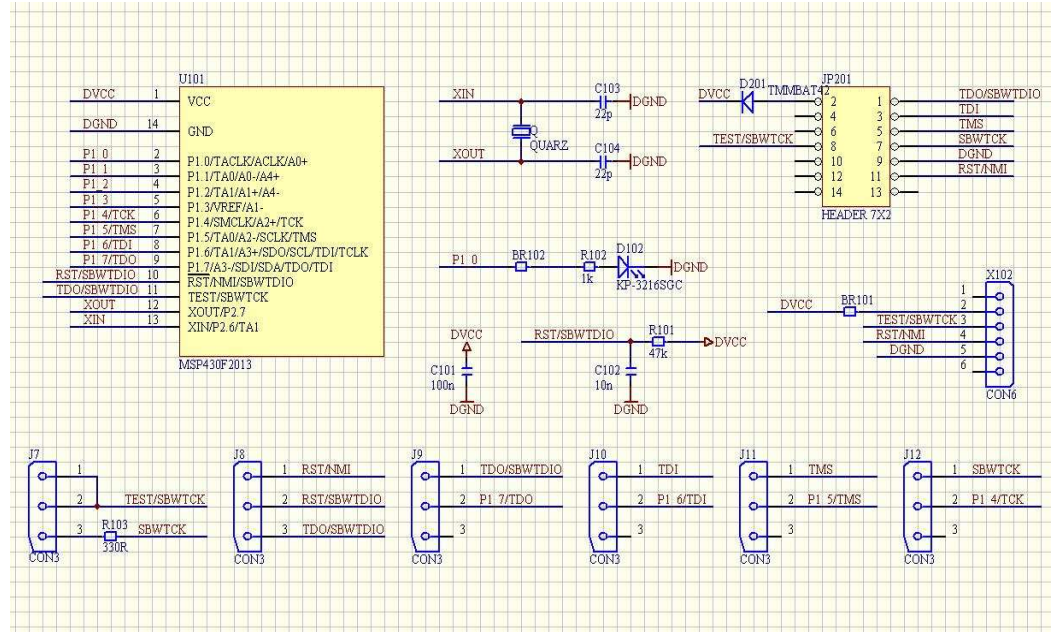 U101
DVCC 1 VCC
DGND 14 GND
P1_0 2 P1.0/TACLK/ACLK/A0+
P1_1 3 P1.1/TA0/A0-/A4+
P1_2 4 P1.2/TA1/A1+/A4-
P1_3 5 P1.3/VREF/A1-
P1_4/TCK 6 P1.4/SMCLK/A2+/TCK
P1_5/TMS 7 P1.5/TA0/A2-/SCLK/TMS
P1_6/TDI 8 P1.6/TA1/A3+/SDO/SCL/TDI/TCLK
P1_7/TDO 9 P1.7/A3-/SDI/SDA/TDO/TDI
RST/SBWTDIO 10 RST/NMI/SBWTDIO
TDO/SBWTDIO 11 TEST/SBWTCK
XOUT 12 XOUT/P2.7
XIN 13 XIN/P2.6/TA1
MSP430F2013
XIN C103 DGND
22p
Q
QUARZ
XOUT C104 DGND
22p
D201 JP201
DVCC TMMBAT42 2 1 TDO/SBWTDIO
4 3 TDI
6 5 TMS
TEST/SBWTCK 8 7 SBWTCK
10 9 DGND
12 11 RST/NMI
14 13
HEADER 7X2
P1_0 BR102 R102 D102 DGND
1k KP-3216SGC
X102
1
DVCC BR101 2
TEST/SBWTCK 3
RST/NMI 4
DGND 5
6
CON6
DVCC
C101
100n
DGND
RST/SBWTDIO R101 DVCC
47k
C102
10n
DGND
J7
1
2 TEST/SBWTCK
3 R103 SBWTCK
330R
CON3
J8
1 RST/NMI
2 RST/SBWTDIO
3 TDO/SBWTDIO
CON3
J9
1 TDO/SBWTDIO
2 P1_7/TDO
3
CON3
J10
1 TDI
2 P1_6/TDI
3
CON3
J11
1 TMS
2 P1_5/TMS
3
CON3
J12
1 SBWTCK
2 P1_4/TCK
3
CON3